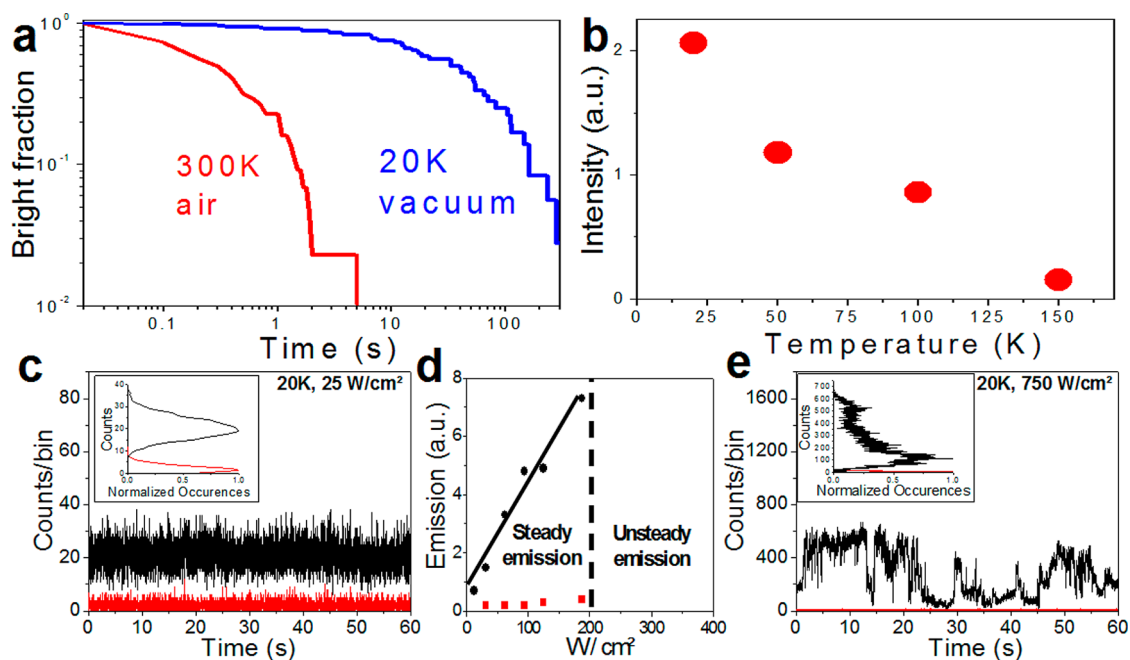 a
Bright fraction
10⁰
10⁻¹
10⁻²
300K
air
20K
vacuum
0.1
1
10
100
Time (s)
b
Intensity (a.u.)
2
1
0
0
25
50
75
100
125
150
Temperature (K)
c
20K, 25 W/cm²
Counts/bin
80
60
40
20
0
0
10
20
30
40
50
60
Time (s)
Counts
40
30
20
10
0
0.0
0.5
1.0
Normalized Occurences
d
Emission (a.u.)
8
6
4
2
0
Steady
emission
Unsteady
emission
0
100
200
300
400
W/cm²
e
20K, 750 W/cm²
Counts/bin
1600
1200
800
400
0
0
10
20
30
40
50
60
Time (s)
Counts
700
600
500
400
300
200
100
0
0.0
0.5
1.0
Normalized Occurences